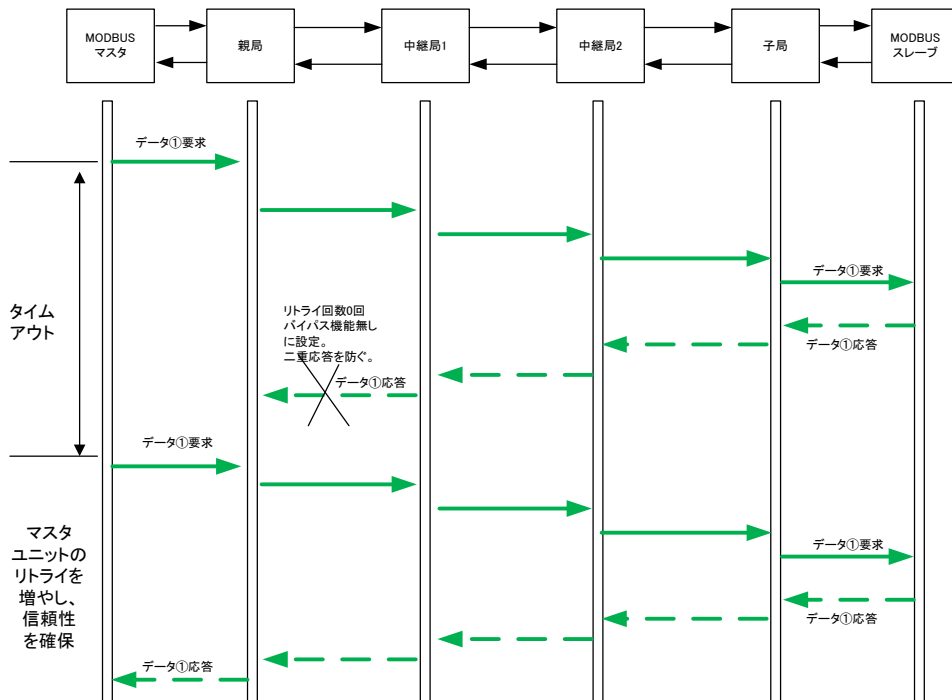 MODBUS
マスタ
親局
中継局1
中継局2
子局
MODBUS
スレーブ
データ①要求
データ①要求
タイム
アウト
リトライ回数0回
バイパス機能無し
に設定。
二重応答を防ぐ。
データ①応答
データ①応答
データ①要求
マスタ
ユニットの
リトライを
増やし、
信頼性
を確保
データ①要求
データ①応答
データ①応答